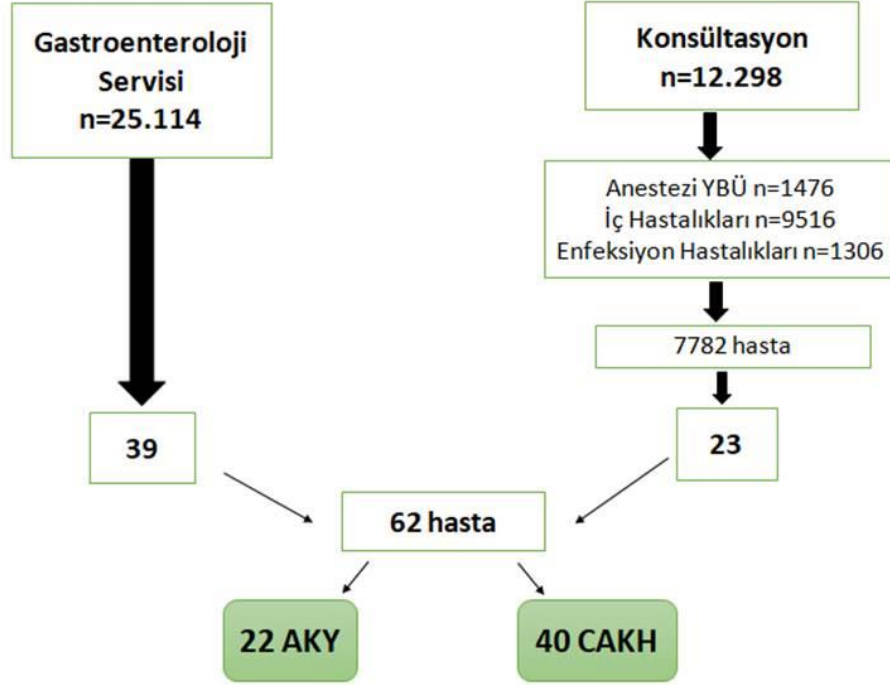 Gastroenteroloji
Servisi
n=25.114
Konsültasyon
n=12.298
Anestezi YBÜ n=1476
İç Hastalıkları n=9516
Enfeksiyon Hastalıkları n=1306
7782 hasta
39
23
62 hasta
22 AKY
40 CAKH